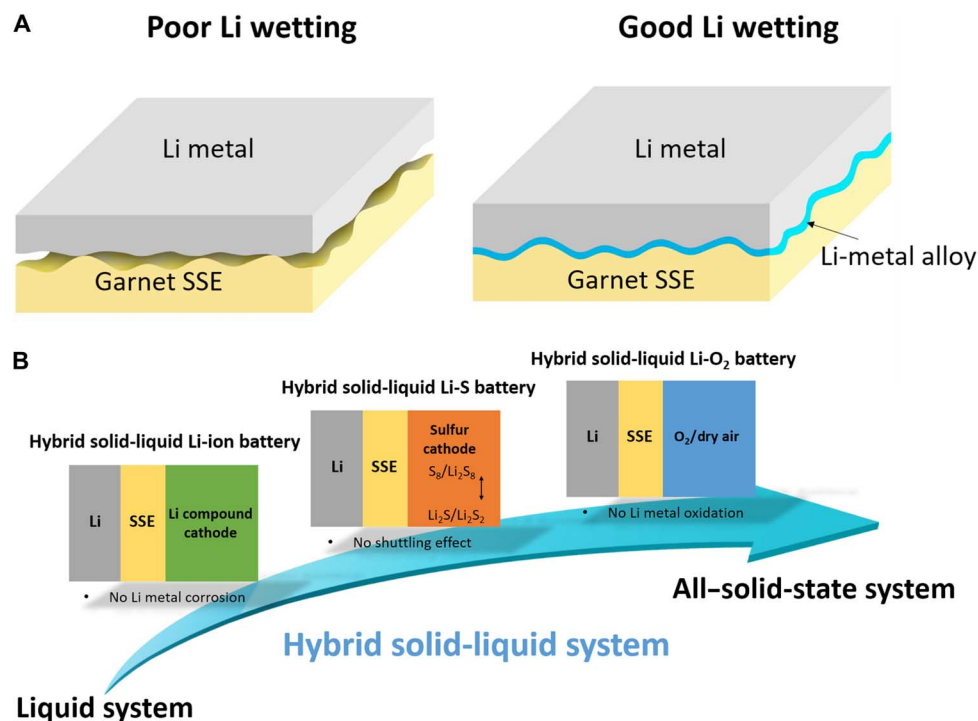 A
Poor Li wetting
Good Li wetting
Li metal
Garnet SSE
Li metal
Li-metal alloy
Garnet SSE
B
Hybrid solid-liquid Li-ion battery
Li
SSE
Li compound
cathode
• No Li metal corrosion
Hybrid solid-liquid Li-S battery
Li
SSE
Sulfur
cathode
S₈/Li₂S₈
Li₂S/Li₂S₂
• No shuttling effect
Hybrid solid-liquid Li-O₂ battery
Li
SSE
O₂/dry air
• No Li metal oxidation
All–solid-state system
Hybrid solid-liquid system
Liquid system